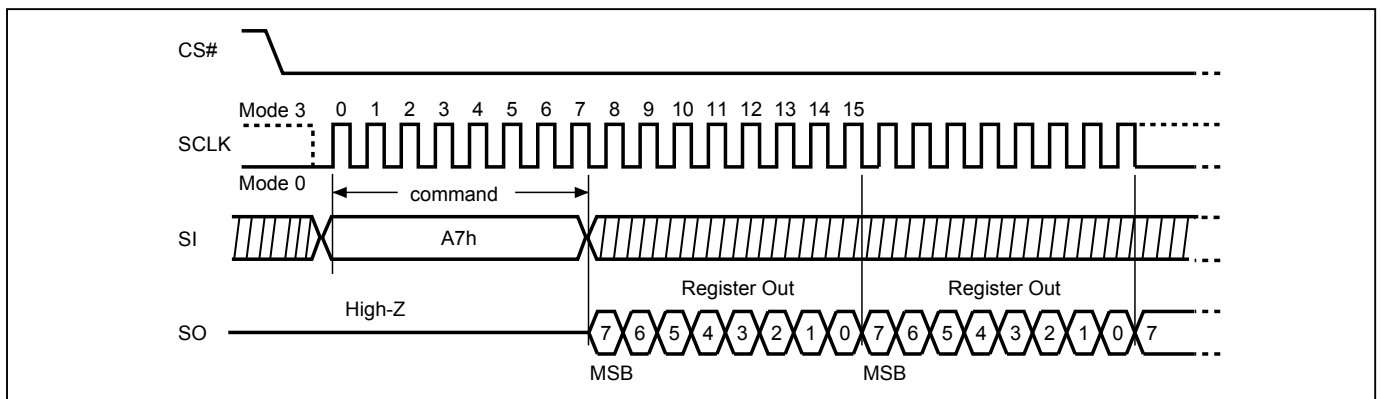 CS#
Mode 3 0 1 2 3 4 5 6 7 8 9 10 11 12 13 14 15
SCLK
Mode 0
command
SI A7h
Register Out Register Out
High-Z
SO 7 6 5 4 3 2 1 0 7 6 5 4 3 2 1 0 7
MSB MSB